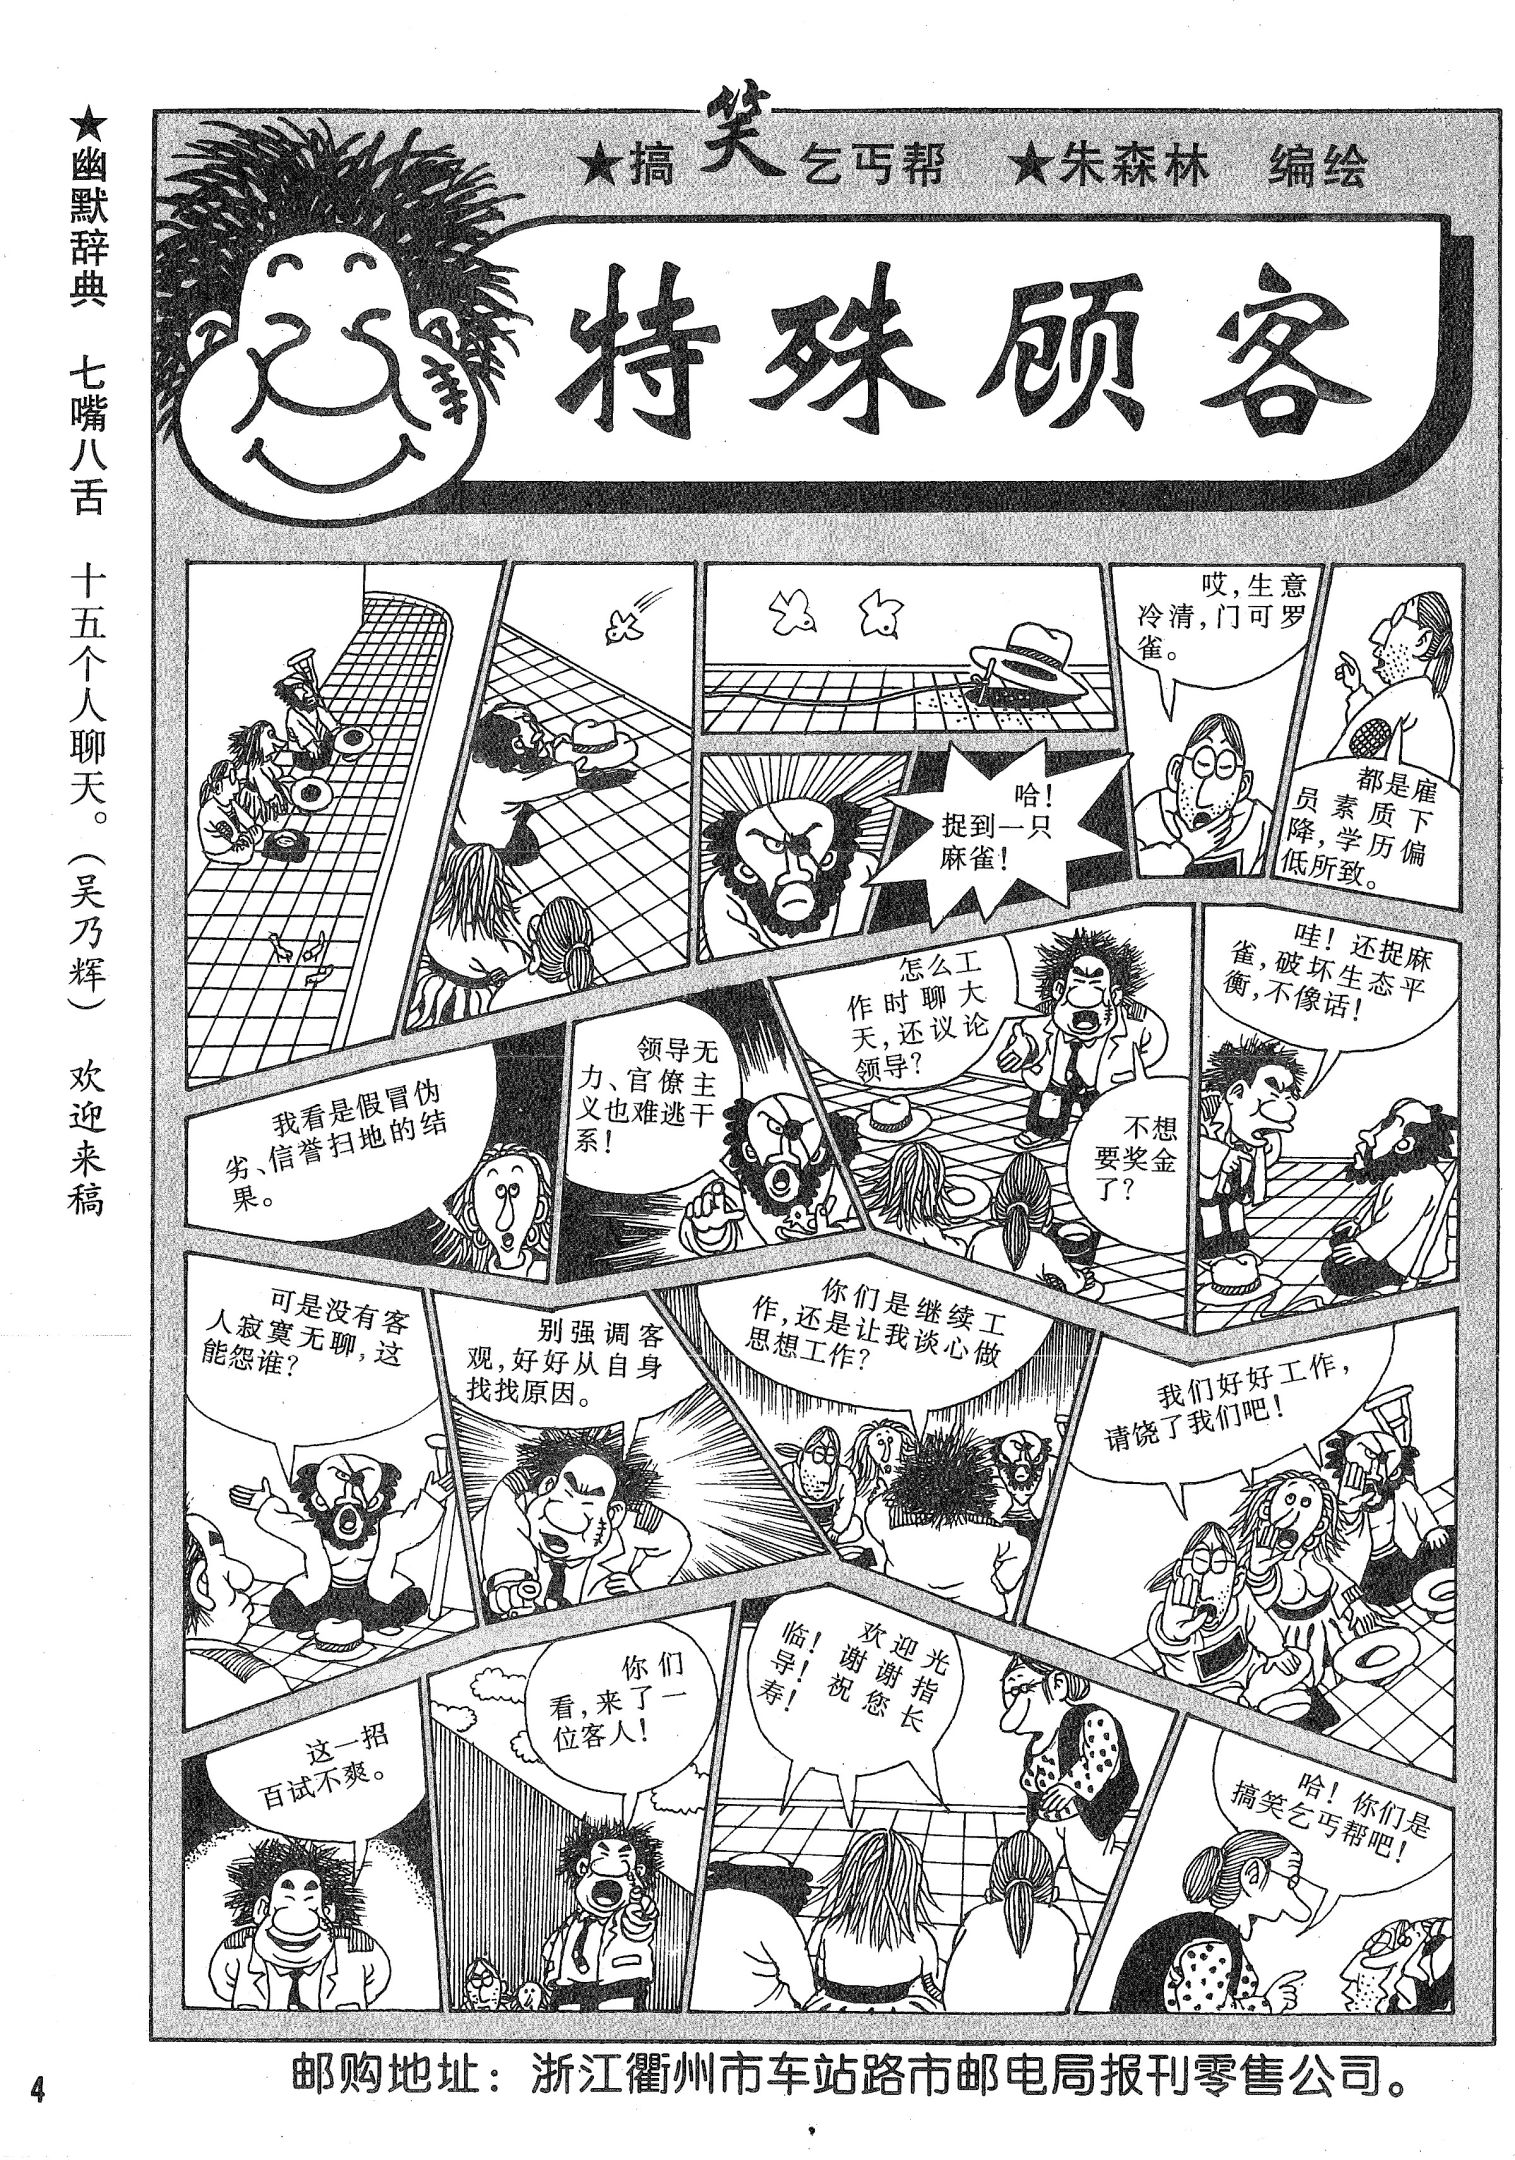 ★幽默辞典 七嘴八舌 十五个人聊天。（吴乃辉） 欢迎来稿
★搞笑乞丐帮 ★朱森林 编绘
特殊顾客
哈！
捉到一只
麻雀！
哎，生意
冷清，门可罗
雀。
都是雇
员素质下
降，学历偏
低所致。
我看是假冒伪
劣、信誉扫地的结
果。
领导无
力、官僚主
义也难逃干
系！
怎么工
作时聊大
天，还议论
领导？
不想
要奖金
了？
哇！还捉麻
雀，破坏生态平
衡，不像话！
可是没有客
人寂寞无聊，这
能怨谁？
别强调客
观，好好从自身
找找原因。
你们是继续工
作，还是让我谈心做
思想工作？
我们好好工作，
请饶了我们吧！
这一招
百试不爽。
你们
看，来了一
位客人！
欢迎光
临！谢谢指
导！祝您长
寿！
哈！你们是
搞笑乞丐帮吧！
邮购地址：浙江衢州市车站路市邮电局报刊零售公司。
4